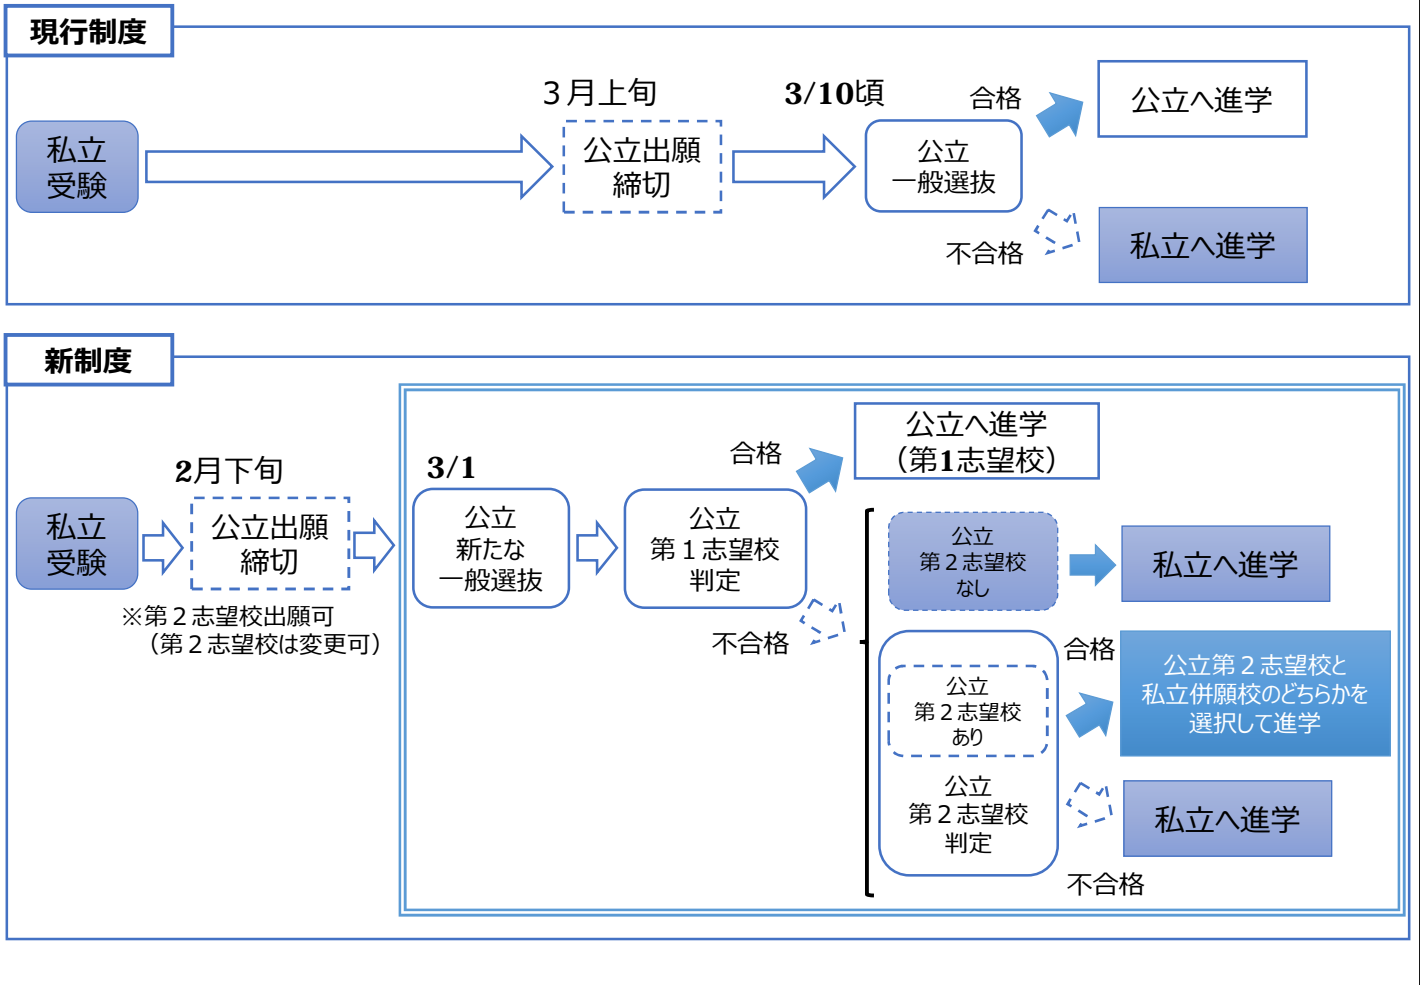 現行制度
私立
受験
３月上旬
公立出願
締切
3/10頃
公立
一般選抜
合格
公立へ進学
不合格
私立へ進学
新制度
私立
受験
2月下旬
公立出願
締切
※第２志望校出願可
（第２志望校は変更可）
3/1
公立
新たな
一般選抜
公立
第１志望校
判定
合格
公立へ進学
（第1志望校）
不合格
公立
第２志望校
なし
私立へ進学
公立
第２志望校
あり
公立
第２志望校
判定
合格
公立第２志望校と
私立併願校のどちらかを
選択して進学
不合格
私立へ進学